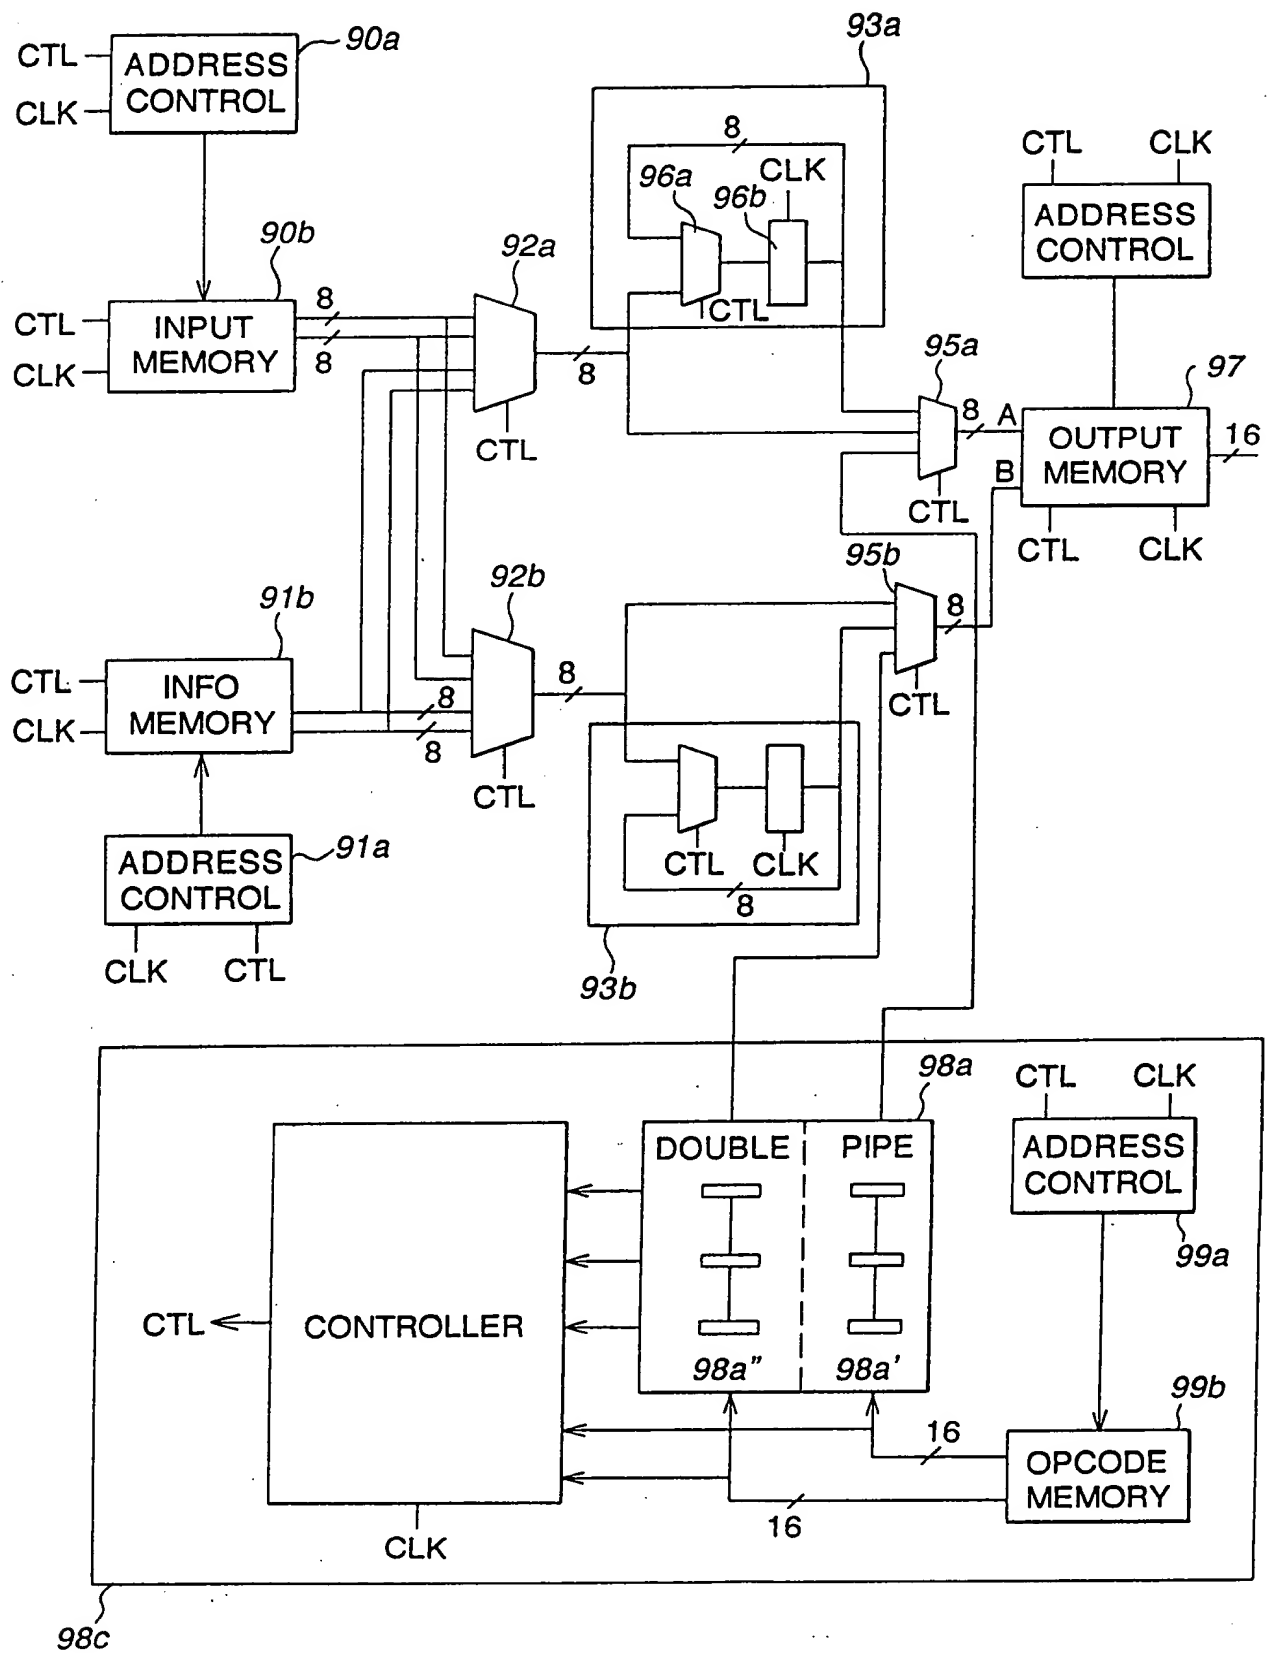 93a
90a
CTL
ADDRESS
CONTROL
CLK
8
CTL
CLK
96a
CLK
96b
ADDRESS
CONTROL
90b
92a
8
CTL
CTL
INPUT
MEMORY
8
CLK
8
95a
97
8
A
OUTPUT
MEMORY
16
CTL
B
CTL
CTL
CLK
95b
92b
91b
8
CTL
INFO
MEMORY
8
8
CLK
8
CTL
CTL
ADDRESS
CONTROL
91a
CTL
CLK
8
CLK
CTL
93b
98a
CTL
CLK
DOUBLE
PIPE
ADDRESS
CONTROL
99a
CTL
CONTROLLER
98a"
98a'
99b
16
OPCODE
MEMORY
16
CLK
98c